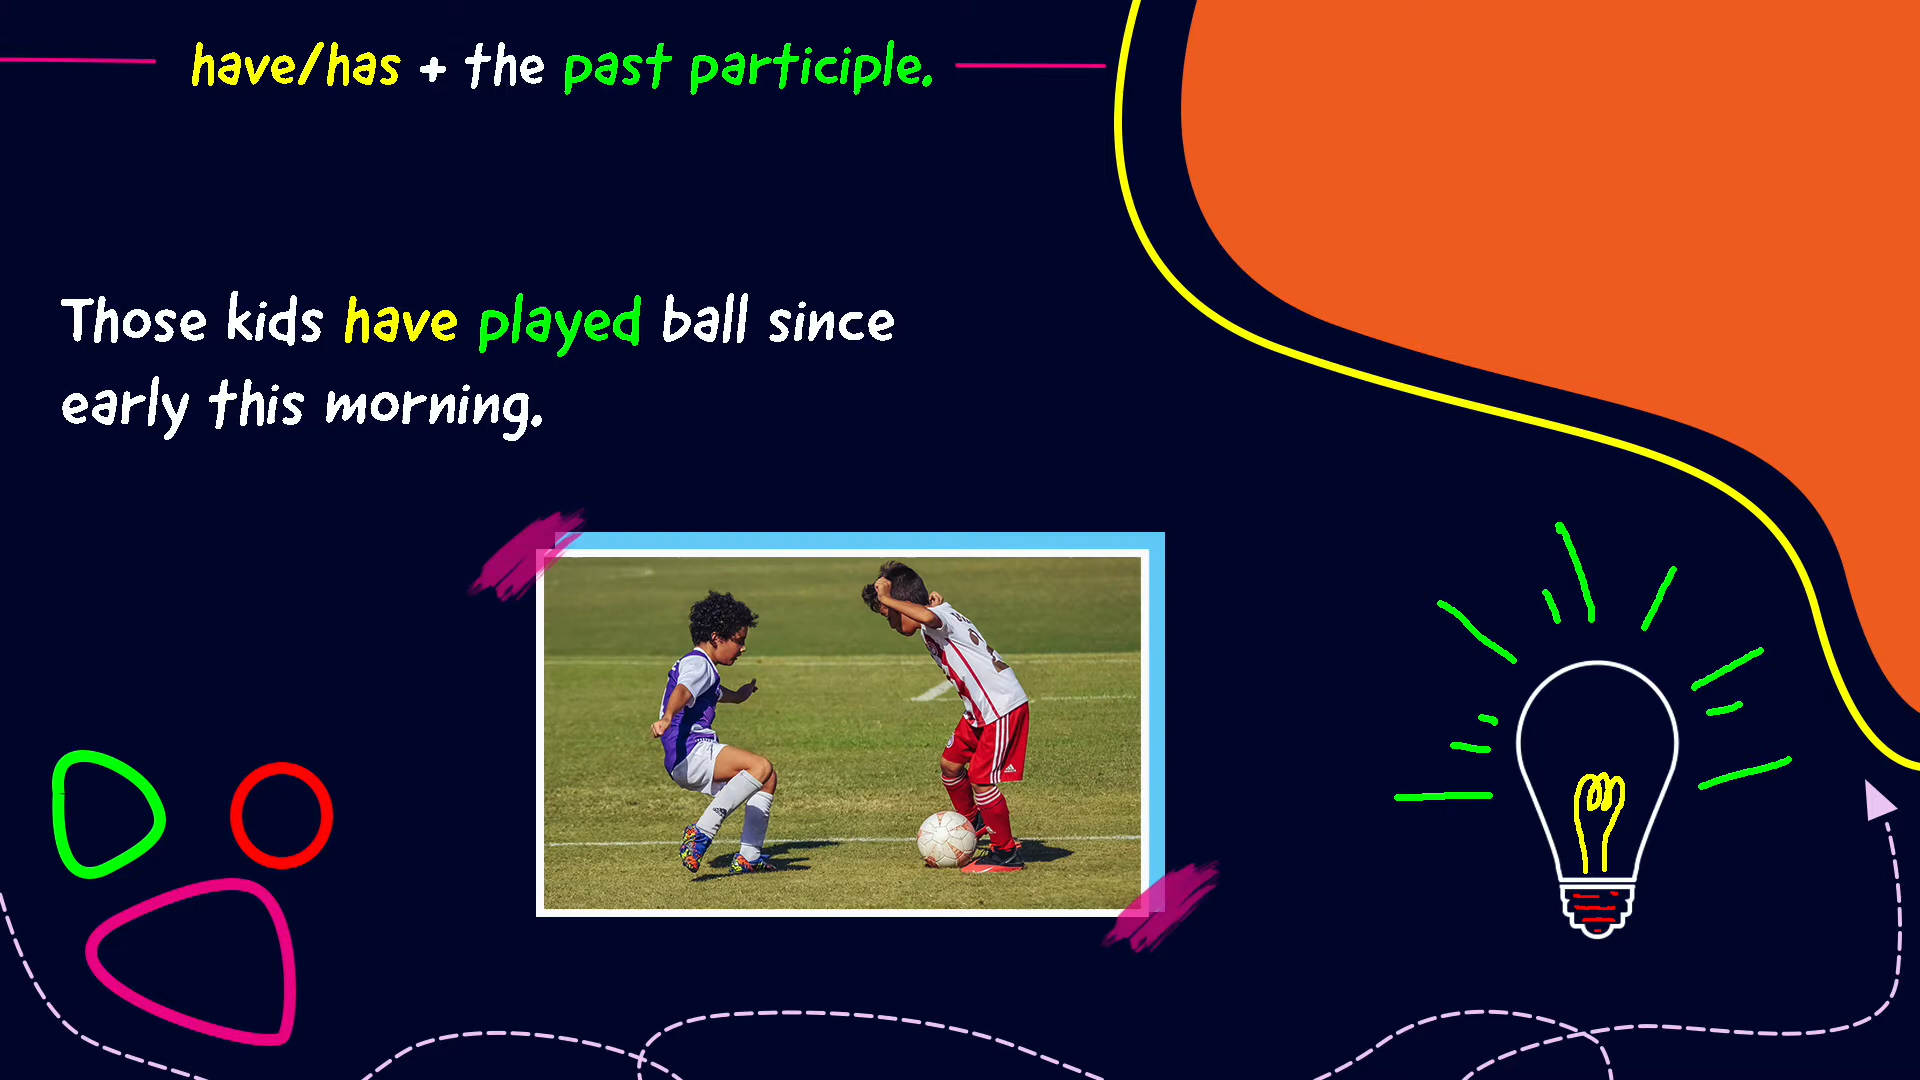 have/has + the past participle.
Those kids have played ball since
early this morning.